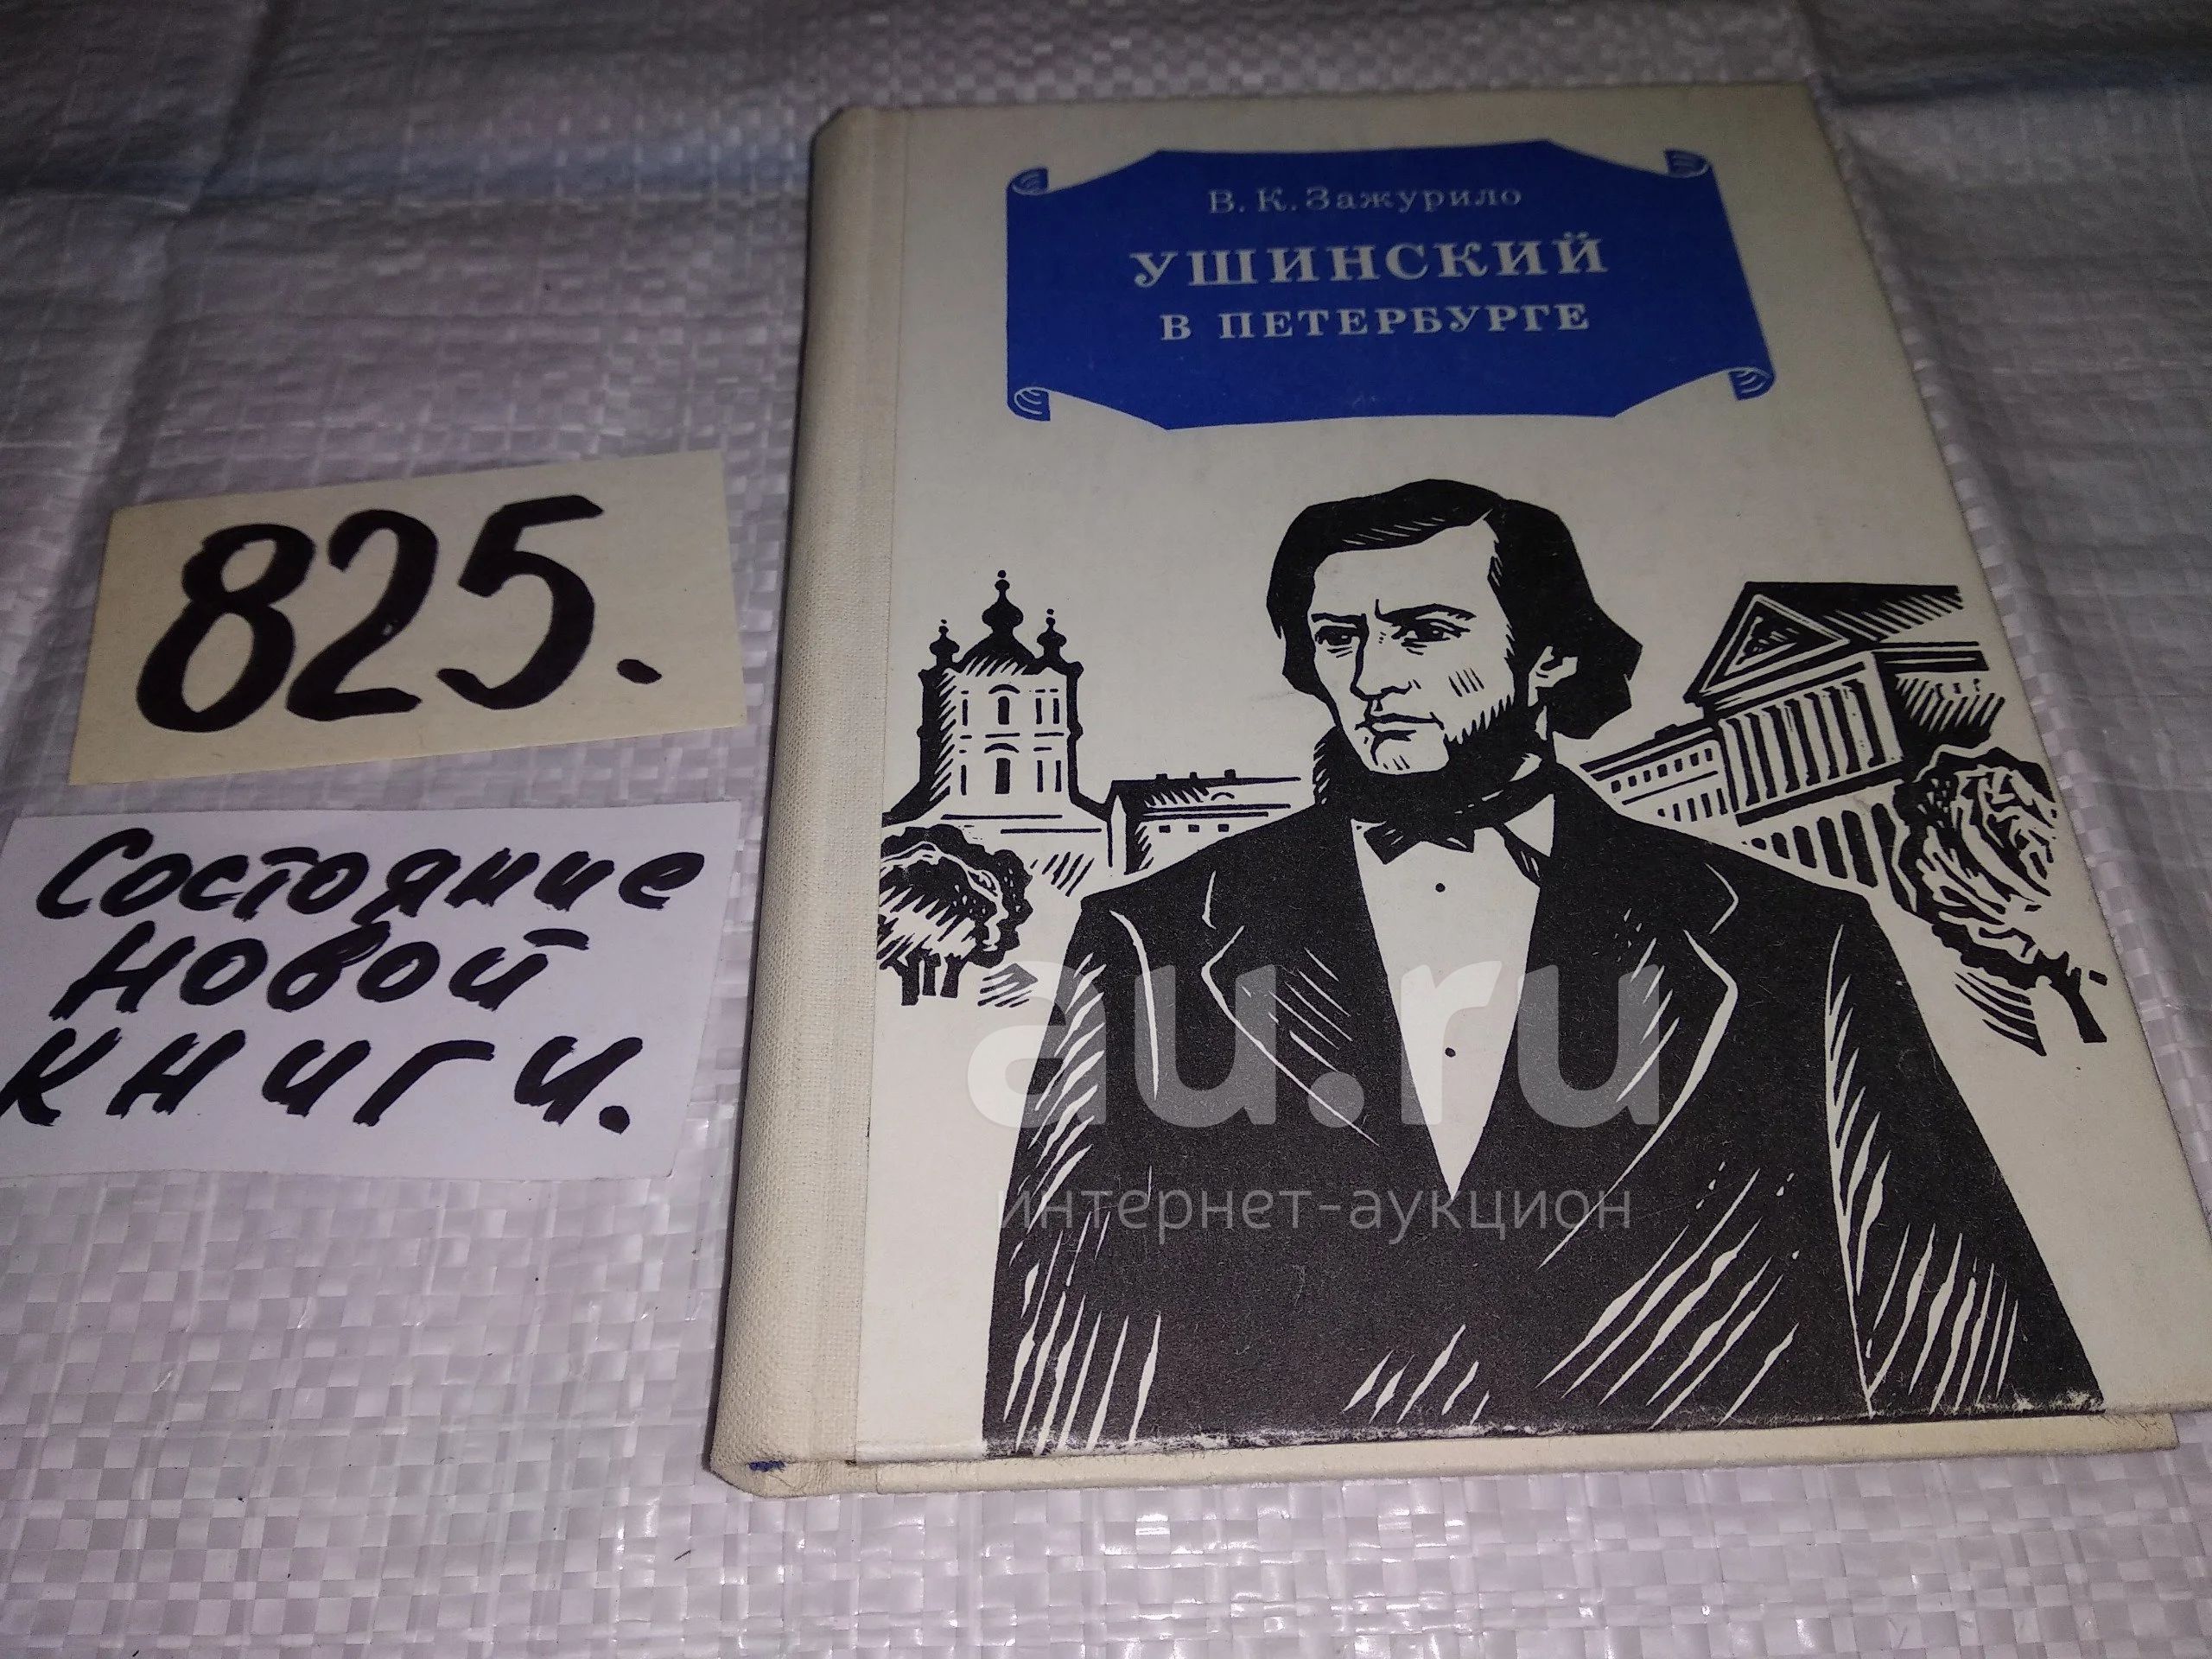 В. К. Зажурило
УШИНСКИЙ
В ПЕТЕРБУРГЕ
825.
Состояние
новой
книги.
au.ru
интернет-аукцион